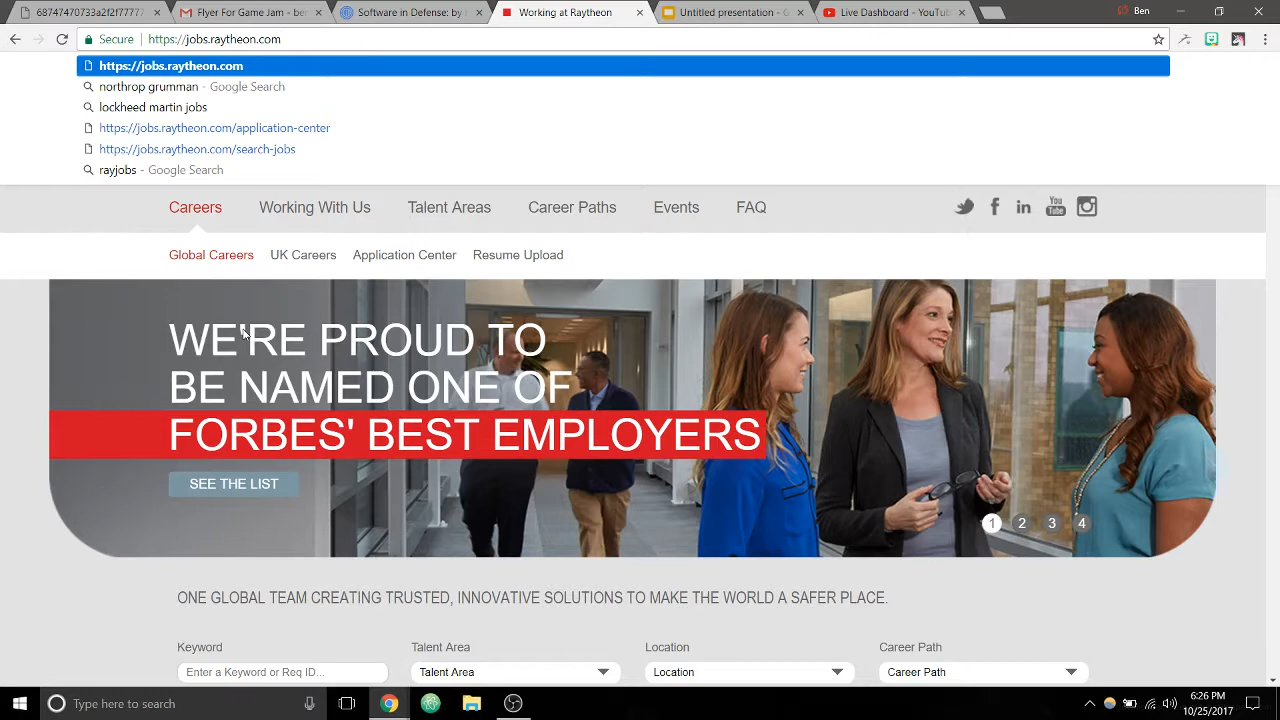 68747470733a2f2f7777
Flyer For Game Jam - ben
Software in Defense: by
Working at Raytheon
Untitled presentation - G
Live Dashboard - YouTub
Ben
Secure
https://jobs.raytheon.com
https://jobs.raytheon.com
northrop grumman - Google Search
lockheed martin jobs
https://jobs.raytheon.com/application-center
https://jobs.raytheon.com/search-jobs
rayjobs - Google Search
Careers Working With Us Talent Areas Career Paths Events FAQ
You Tube
Global Careers UK Careers Application Center Resume Upload
WE'RE PROUD TO
BE NAMED ONE OF
FORBES' BEST EMPLOYERS
SEE THE LIST
1 2 3 4
ONE GLOBAL TEAM CREATING TRUSTED, INNOVATIVE SOLUTIONS TO MAKE THE WORLD A SAFER PLACE.
Keyword Talent Area Location Career Path
Enter a Keyword or Req ID... Talent Area Location Career Path
Type here to search
6:26 PM
10/25/2017